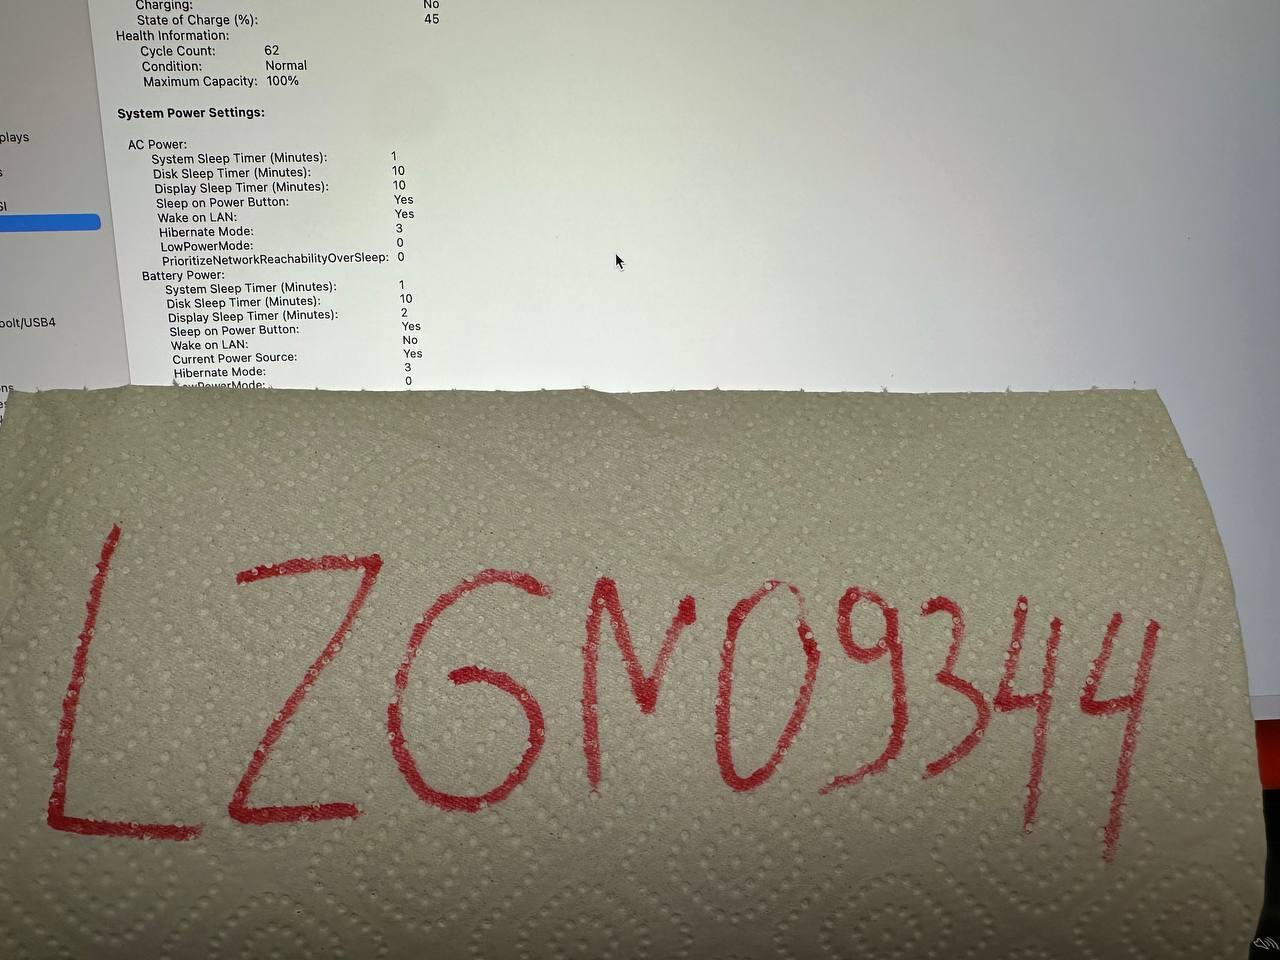 Charging: No
State of Charge (%): 45
Health Information:
Cycle Count: 62
Condition: Normal
Maximum Capacity: 100%
System Power Settings:
AC Power:
System Sleep Timer (Minutes): 1
Disk Sleep Timer (Minutes): 10
Display Sleep Timer (Minutes): 10
Sleep on Power Button: Yes
Wake on LAN: Yes
Hibernate Mode: 3
LowPowerMode: 0
PrioritizeNetworkReachabilityOverSleep: 0
Battery Power:
System Sleep Timer (Minutes): 1
Disk Sleep Timer (Minutes): 10
Display Sleep Timer (Minutes): 2
Sleep on Power Button: Yes
Wake on LAN: No
Current Power Source: Yes
Hibernate Mode: 3
LowPowerMode: 0
plays
olt/USB4
LZGN09344